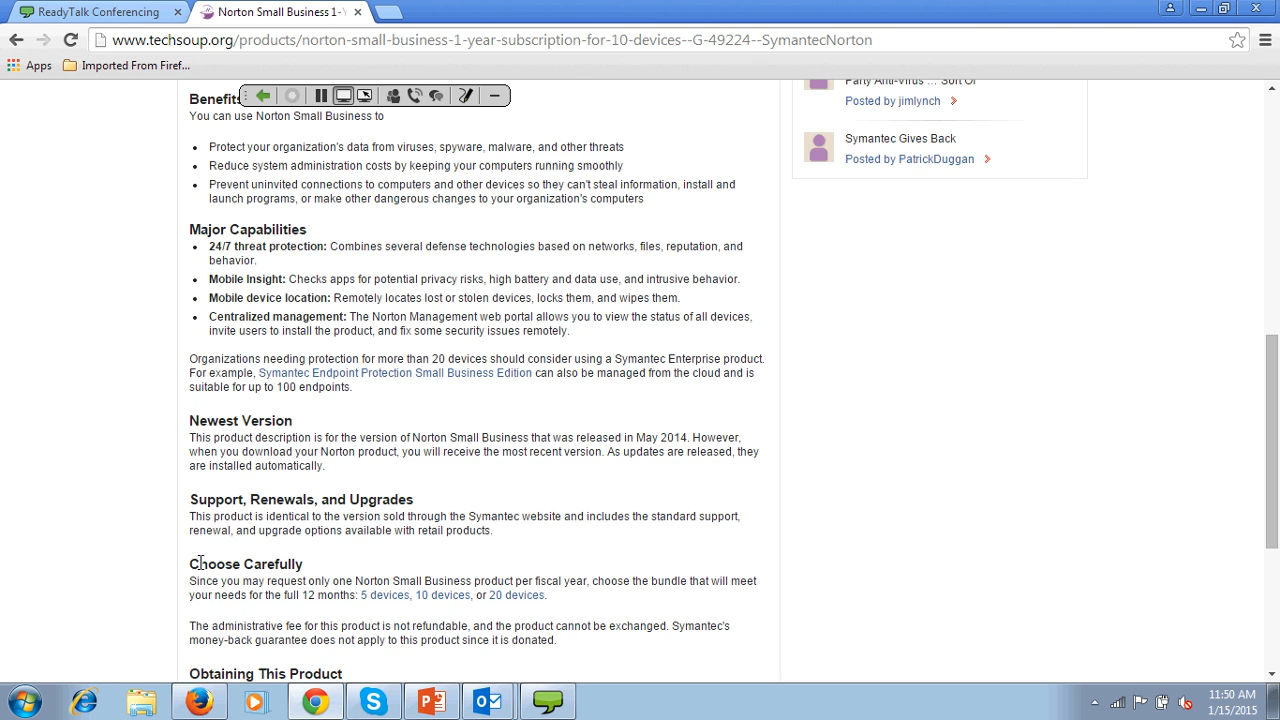 ReadyTalk Conferencing
Norton Small Business 1-Y
www.techsoup.org/products/norton-small-business-1-year-subscription-for-10-devices--G-49224--SymantecNorton
Apps
Imported From Firef...
Party Anti-Virus ... Sort Of
Posted by jimlynch
Symantec Gives Back
Posted by PatrickDuggan
Benefits
You can use Norton Small Business to
• Protect your organization's data from viruses, spyware, malware, and other threats
• Reduce system administration costs by keeping your computers running smoothly
• Prevent uninvited connections to computers and other devices so they can't steal information, install and
launch programs, or make other dangerous changes to your organization's computers
Major Capabilities
• 24/7 threat protection: Combines several defense technologies based on networks, files, reputation, and
behavior.
• Mobile Insight: Checks apps for potential privacy risks, high battery and data use, and intrusive behavior.
• Mobile device location: Remotely locates lost or stolen devices, locks them, and wipes them.
• Centralized management: The Norton Management web portal allows you to view the status of all devices,
invite users to install the product, and fix some security issues remotely.
Organizations needing protection for more than 20 devices should consider using a Symantec Enterprise product.
For example, Symantec Endpoint Protection Small Business Edition can also be managed from the cloud and is
suitable for up to 100 endpoints.
Newest Version
This product description is for the version of Norton Small Business that was released in May 2014. However,
when you download your Norton product, you will receive the most recent version. As updates are released, they
are installed automatically.
Support, Renewals, and Upgrades
This product is identical to the version sold through the Symantec website and includes the standard support,
renewal, and upgrade options available with retail products.
Choose Carefully
Since you may request only one Norton Small Business product per fiscal year, choose the bundle that will meet
your needs for the full 12 months: 5 devices, 10 devices, or 20 devices.
The administrative fee for this product is not refundable, and the product cannot be exchanged. Symantec's
money-back guarantee does not apply to this product since it is donated.
Obtaining This Product
11:50 AM
1/15/2015